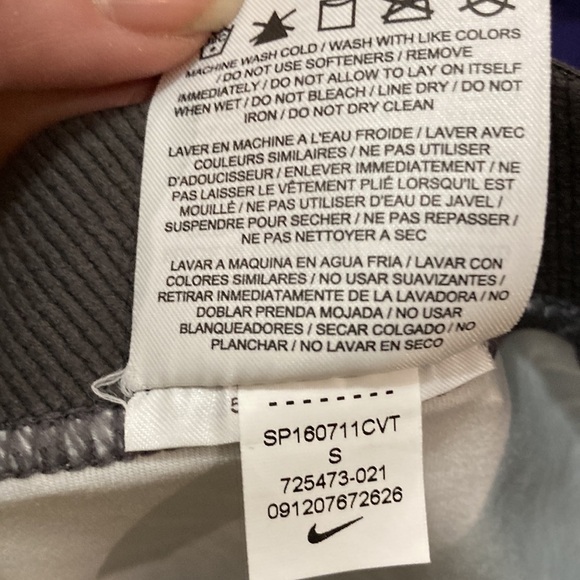 MACHINE WASH COLD / WASH WITH LIKE COLORS
/ DO NOT USE SOFTENERS / REMOVE
IMMEDIATELY / DO NOT ALLOW TO LAY ON ITSELF
WHEN WET / DO NOT BLEACH / LINE DRY / DO NOT
IRON / DO NOT DRY CLEAN
LAVER EN MACHINE A L'EAU FROIDE / LAVER AVEC
COULEURS SIMILAIRES / NE PAS UTILISER
D'ADOUCISSEUR / ENLEVER IMMEDIATEMENT / NE
PAS LAISSER LE VÊTEMENT PLIÉ LORSQU'IL EST
MOUILLÉ / NE PAS UTILISER D'EAU DE JAVEL /
SUSPENDRE POUR SECHER / NE PAS REPASSER /
NE PAS NETTOYER A SEC
LAVAR A MAQUINA EN AGUA FRIA / LAVAR CON
COLORES SIMILARES / NO USAR SUAVIZANTES /
RETIRAR INMEDIATAMENTE DE LA LAVADORA / NO
DOBLAR PRENDA MOJADA / NO USAR
BLANQUEADORES / SECAR COLGADO / NO
PLANCHAR / NO LAVAR EN SECO
5
--------
SP160711CVT
S
725473-021
091207672626